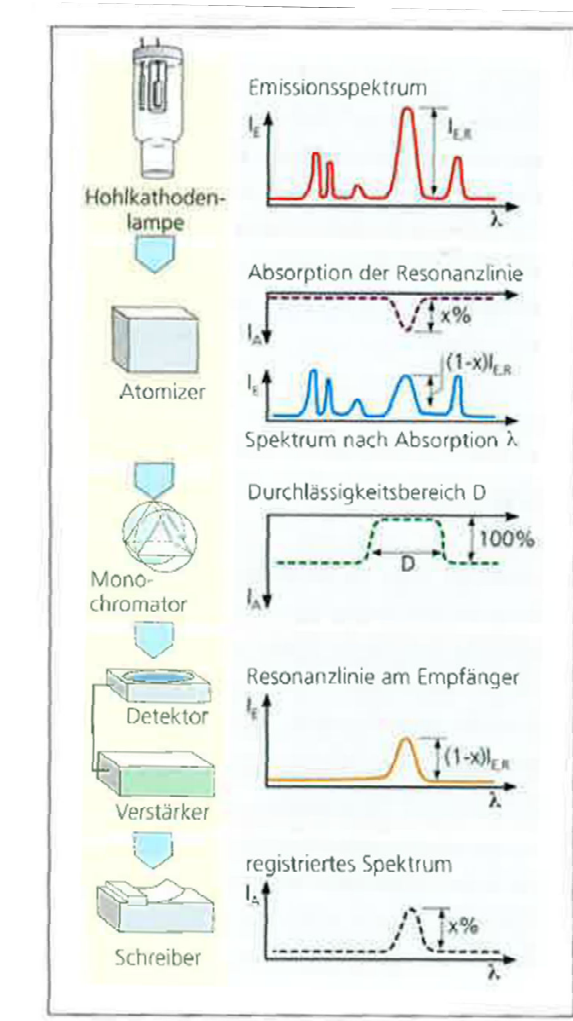 Emissionsspektrum
I_E
I_E,R
λ
Hohlkathoden-
lampe
Absorption der Resonanzlinie
I_A
x%
Atomizer
I_E
(1-x)I_E,R
Spektrum nach Absorption λ
Durchlässigkeitsbereich D
100%
D
I_A
Mono-
chromator
Resonanzlinie am Empfänger
I_E
(1-x)I_E,R
λ
Detektor
Verstärker
registriertes Spektrum
I_A
x%
λ
Schreiber